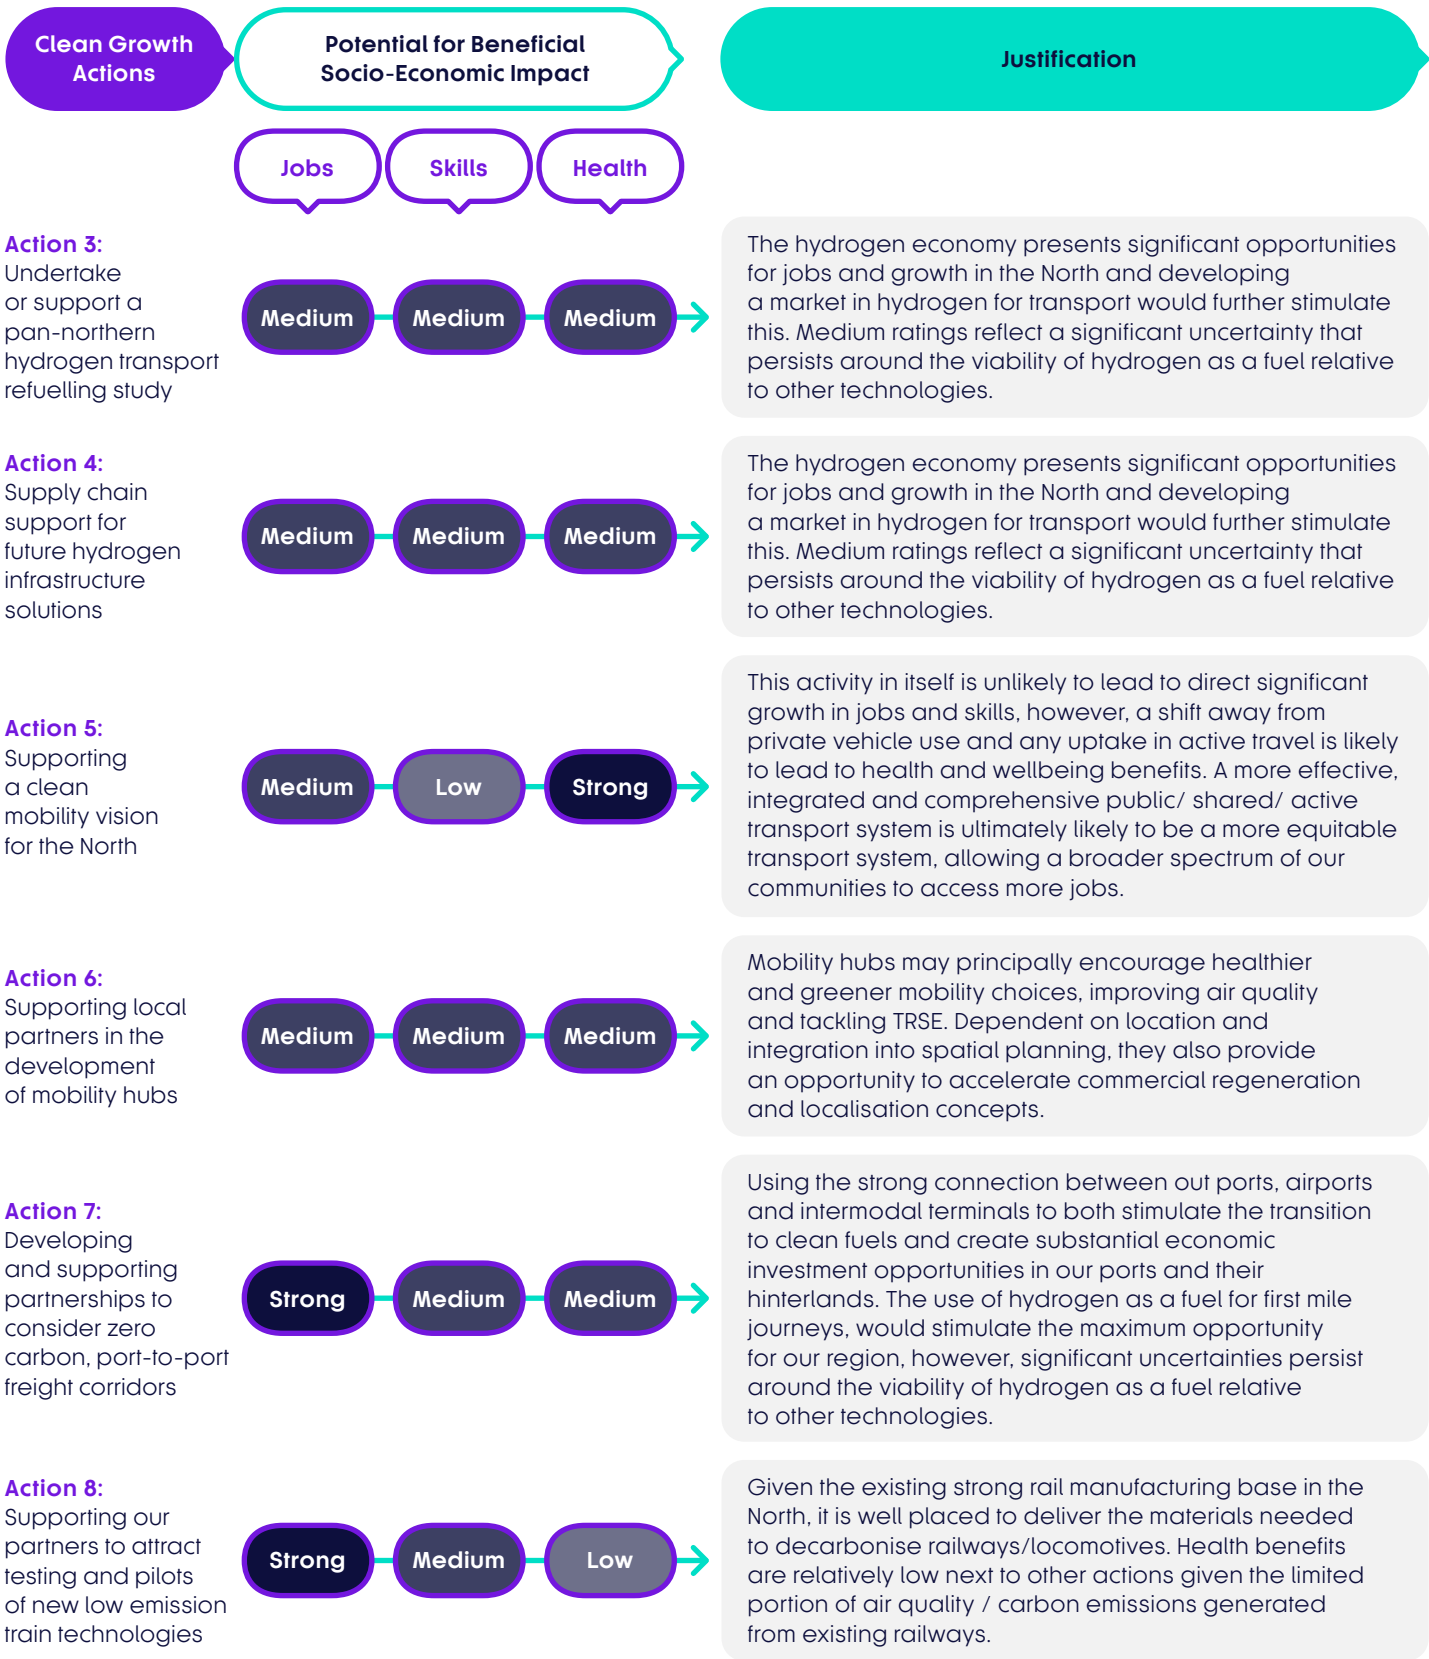 Clean Growth
Actions
Potential for Beneficial
Socio-Economic Impact
Justification
Jobs
Skills
Health
Action 3:
Undertake
or support a
pan-northern
hydrogen transport
refuelling study
Medium
Medium
Medium
The hydrogen economy presents significant opportunities
for jobs and growth in the North and developing
a market in hydrogen for transport would further stimulate
this. Medium ratings reflect a significant uncertainty that
persists around the viability of hydrogen as a fuel relative
to other technologies.
Action 4:
Supply chain
support for
future hydrogen
infrastructure
solutions
Medium
Medium
Medium
The hydrogen economy presents significant opportunities
for jobs and growth in the North and developing
a market in hydrogen for transport would further stimulate
this. Medium ratings reflect a significant uncertainty that
persists around the viability of hydrogen as a fuel relative
to other technologies.
Action 5:
Supporting
a clean
mobility vision
for the North
Medium
Low
Strong
This activity in itself is unlikely to lead to direct significant
growth in jobs and skills, however, a shift away from
private vehicle use and any uptake in active travel is likely
to lead to health and wellbeing benefits. A more effective,
integrated and comprehensive public/ shared/ active
transport system is ultimately likely to be a more equitable
transport system, allowing a broader spectrum of our
communities to access more jobs.
Action 6:
Supporting local
partners in the
development
of mobility hubs
Medium
Medium
Medium
Mobility hubs may principally encourage healthier
and greener mobility choices, improving air quality
and tackling TRSE. Dependent on location and
integration into spatial planning, they also provide
an opportunity to accelerate commercial regeneration
and localisation concepts.
Action 7:
Developing
and supporting
partnerships to
consider zero
carbon, port-to-port
freight corridors
Strong
Medium
Medium
Using the strong connection between out ports, airports
and intermodal terminals to both stimulate the transition
to clean fuels and create substantial economic
investment opportunities in our ports and their
hinterlands. The use of hydrogen as a fuel for first mile
journeys, would stimulate the maximum opportunity
for our region, however, significant uncertainties persist
around the viability of hydrogen as a fuel relative
to other technologies.
Action 8:
Supporting our
partners to attract
testing and pilots
of new low emission
train technologies
Strong
Medium
Low
Given the existing strong rail manufacturing base in the
North, it is well placed to deliver the materials needed
to decarbonise railways/locomotives. Health benefits
are relatively low next to other actions given the limited
portion of air quality / carbon emissions generated
from existing railways.